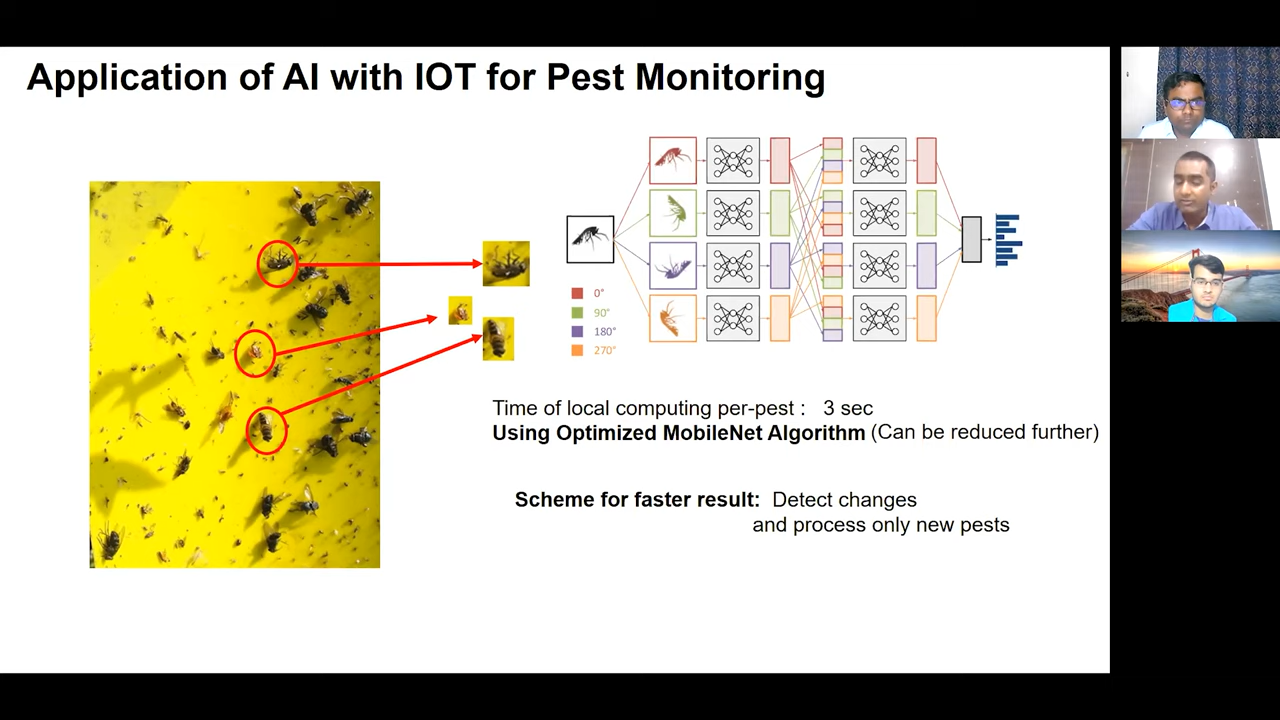 Application of AI with IOT for Pest Monitoring
0°
90°
180°
270°
Time of local computing per-pest : 3 sec
Using Optimized MobileNet Algorithm (Can be reduced further)
Scheme for faster result: Detect changes
and process only new pests